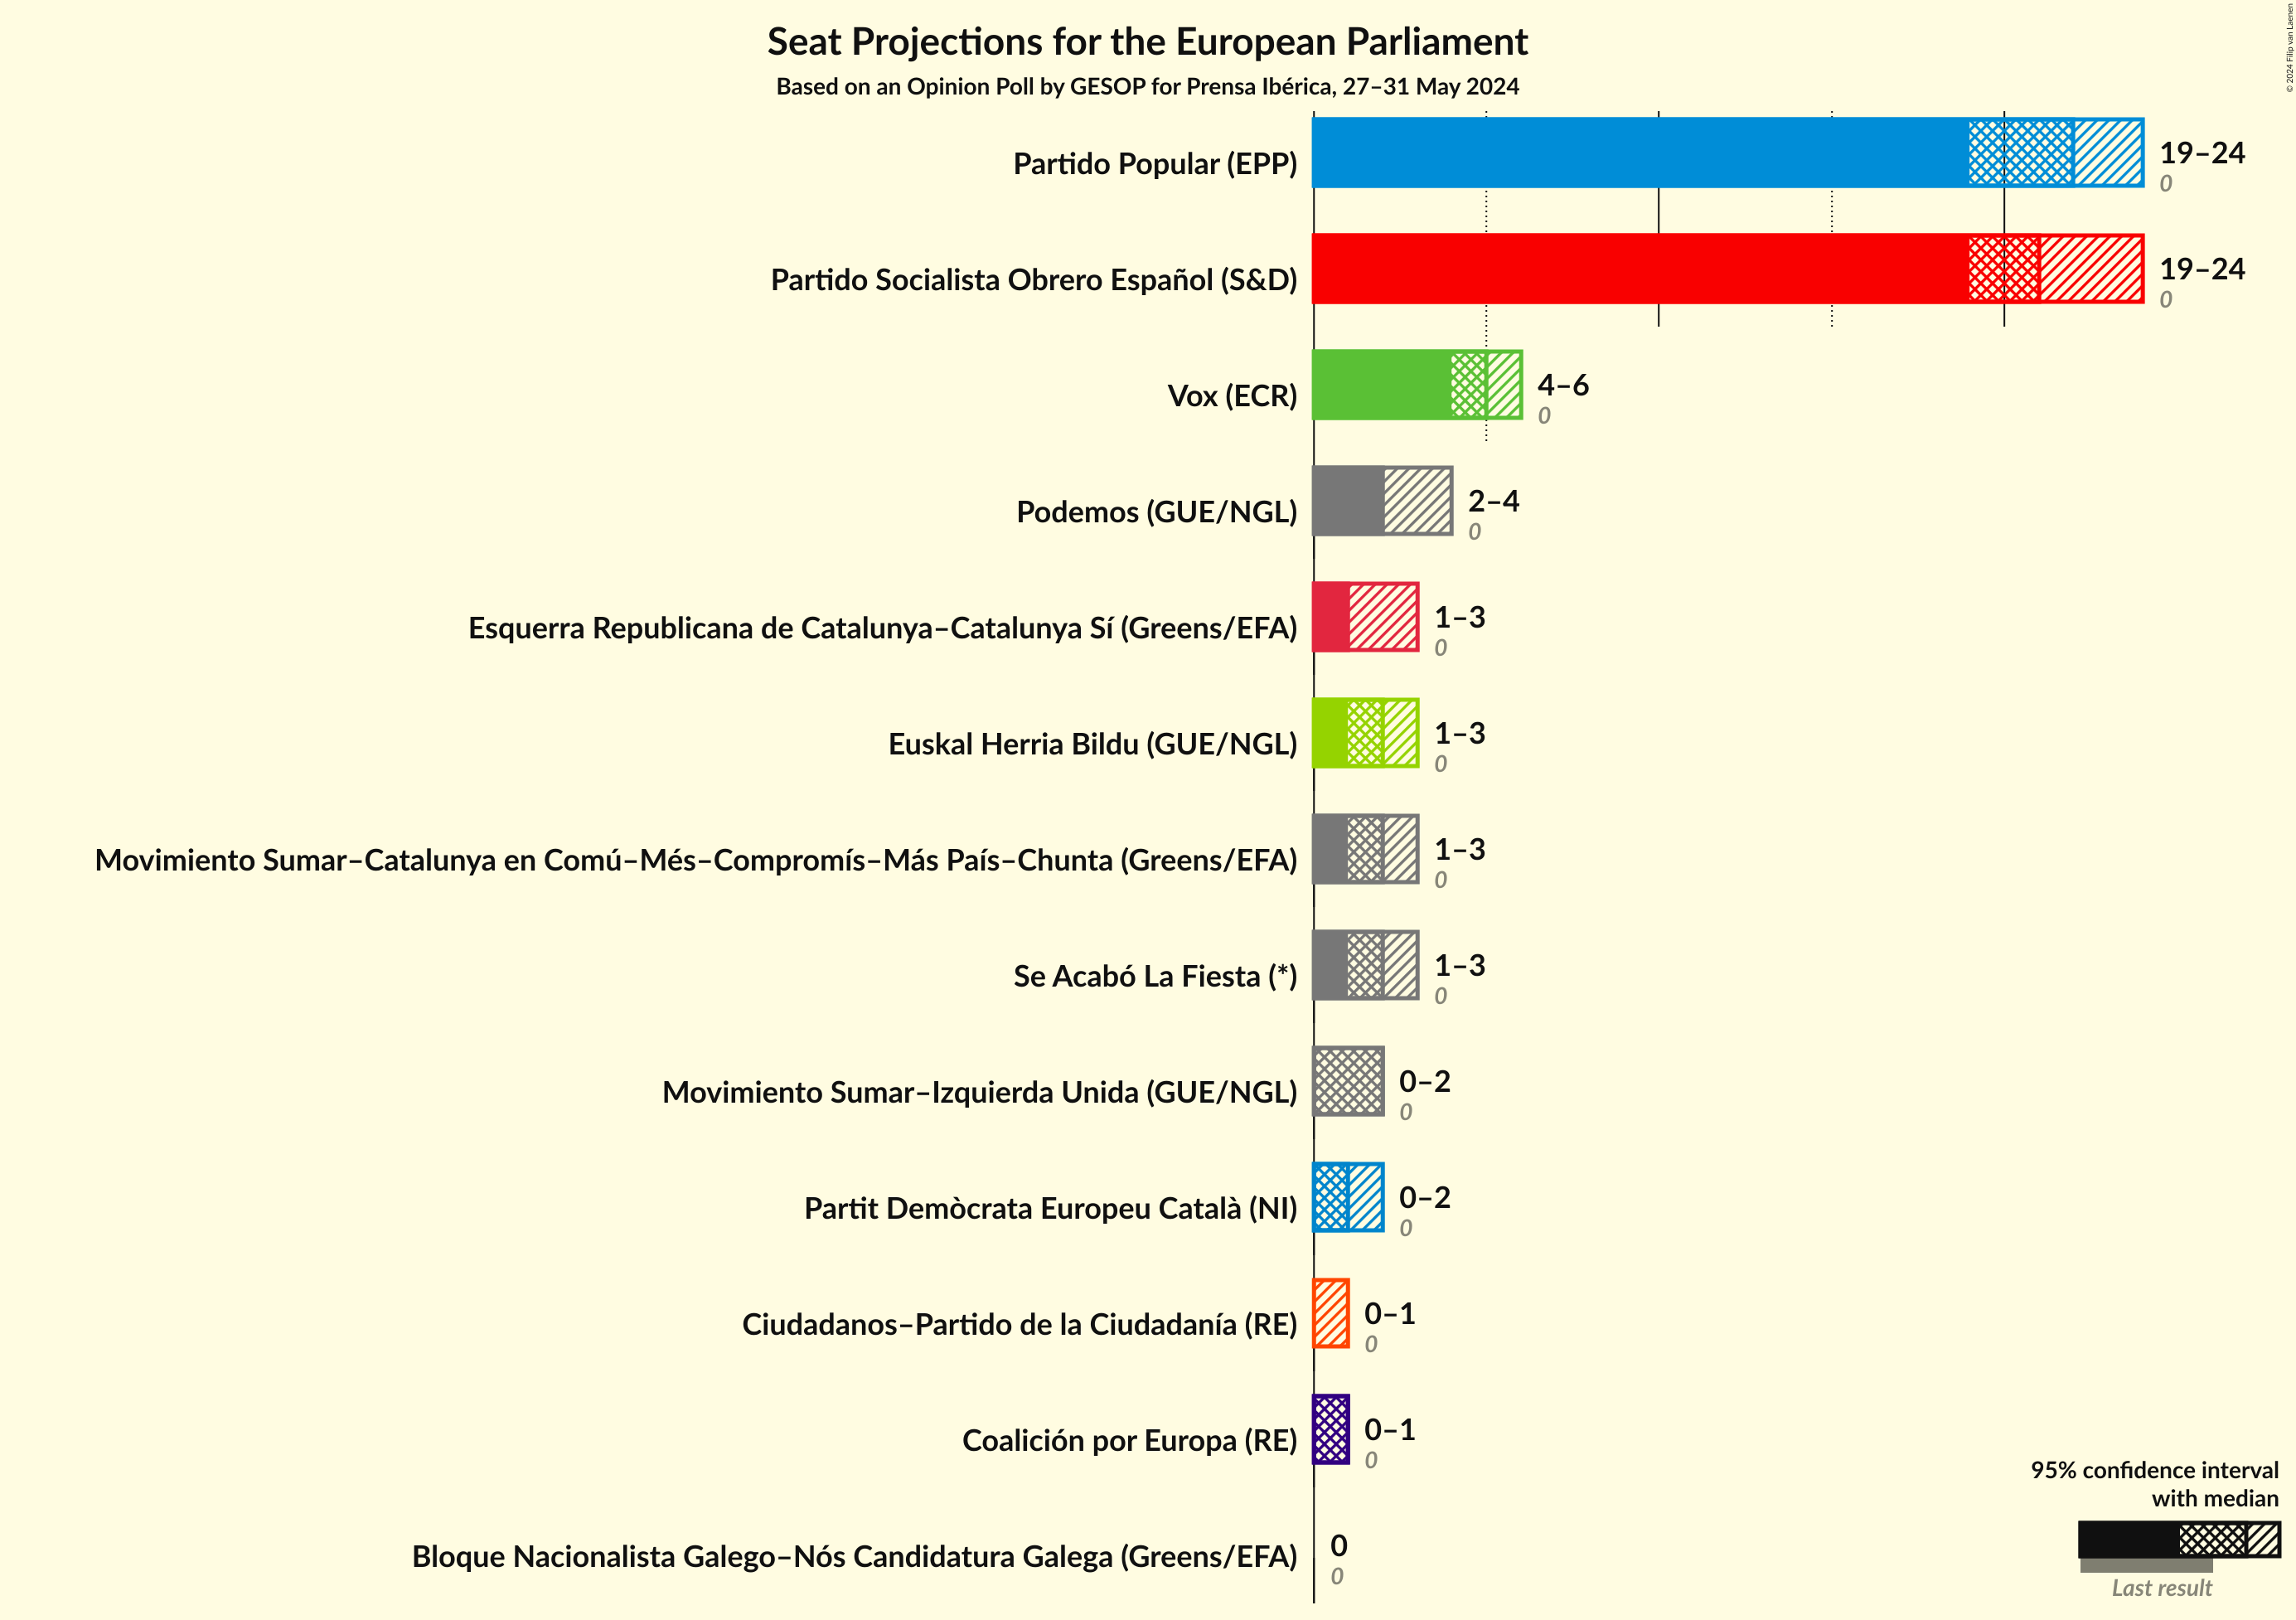 Seat Projections for the European Parliament
Based on an Opinion Poll by GESOP for Prensa Ibérica, 27–31 May 2024
© 2024 Filip van Laenen
Partido Popular (EPP)
19–24
0
Partido Socialista Obrero Español (S&D)
19–24
0
Vox (ECR)
4–6
0
Podemos (GUE/NGL)
2–4
0
Esquerra Republicana de Catalunya–Catalunya Sí (Greens/EFA)
1–3
0
Euskal Herria Bildu (GUE/NGL)
1–3
0
Movimiento Sumar–Catalunya en Comú–Més–Compromís–Más País–Chunta (Greens/EFA)
1–3
0
Se Acabó La Fiesta (*)
1–3
0
Movimiento Sumar–Izquierda Unida (GUE/NGL)
0–2
0
Partit Demòcrata Europeu Català (NI)
0–2
0
Ciudadanos–Partido de la Ciudadanía (RE)
0–1
0
Coalición por Europa (RE)
0–1
0
Bloque Nacionalista Galego–Nós Candidatura Galega (Greens/EFA)
0
0
95% confidence interval
with median
Last result